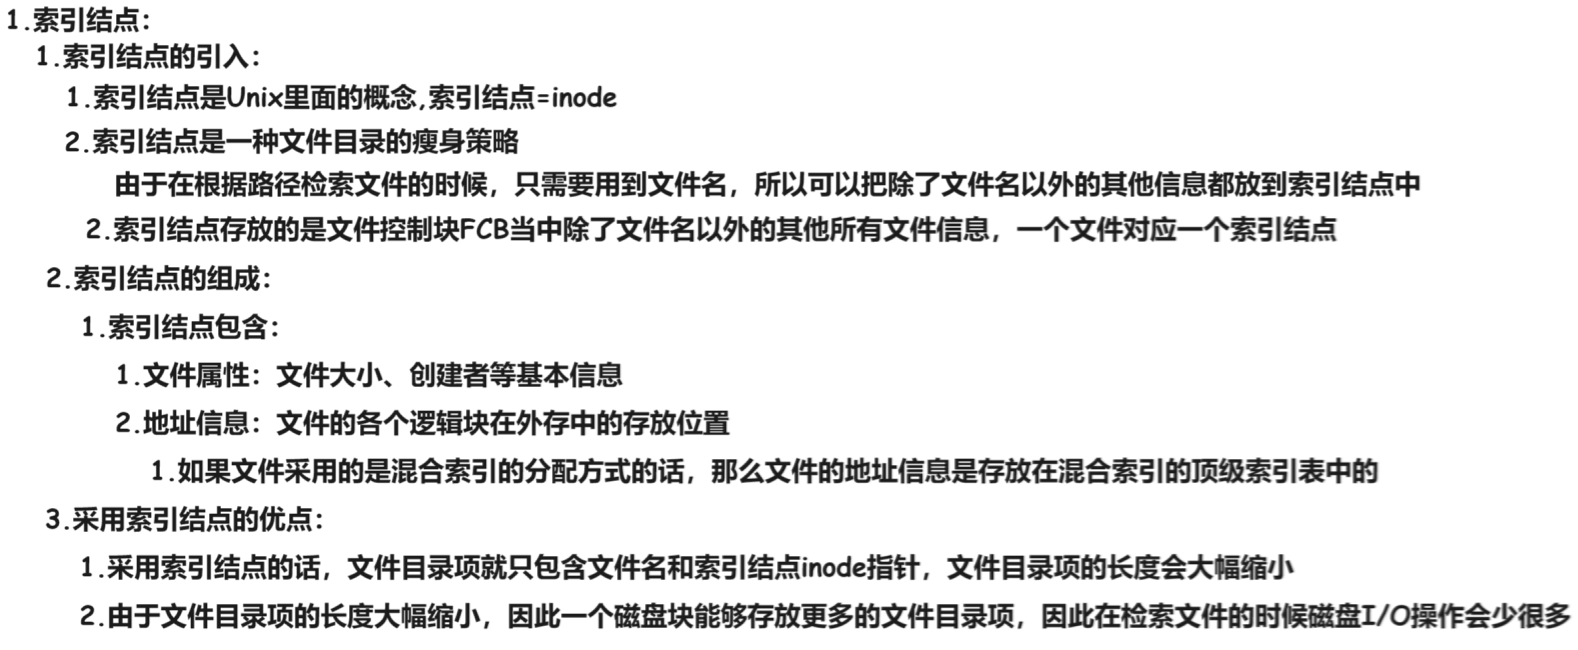 1.索引结点：
1.索引结点的引入：
1.索引结点是Unix里面的概念,索引结点=inode
2.索引结点是一种文件目录的瘦身策略
由于在根据路径检索文件的时候，只需要用到文件名，所以可以把除了文件名以外的其他信息都放到索引结点中
2.索引结点存放的是文件控制块FCB当中除了文件名以外的其他所有文件信息，一个文件对应一个索引结点
2.索引结点的组成：
1.索引结点包含：
1.文件属性：文件大小、创建者等基本信息
2.地址信息：文件的各个逻辑块在外存中的存放位置
1.如果文件采用的是混合索引的分配方式的话，那么文件的地址信息是存放在混合索引的顶级索引表中的
3.采用索引结点的优点：
1.采用索引结点的话，文件目录项就只包含文件名和索引结点inode指针，文件目录项的长度会大幅缩小
2.由于文件目录项的长度大幅缩小，因此一个磁盘块能够存放更多的文件目录项，因此在检索文件的时候磁盘I/O操作会少很多